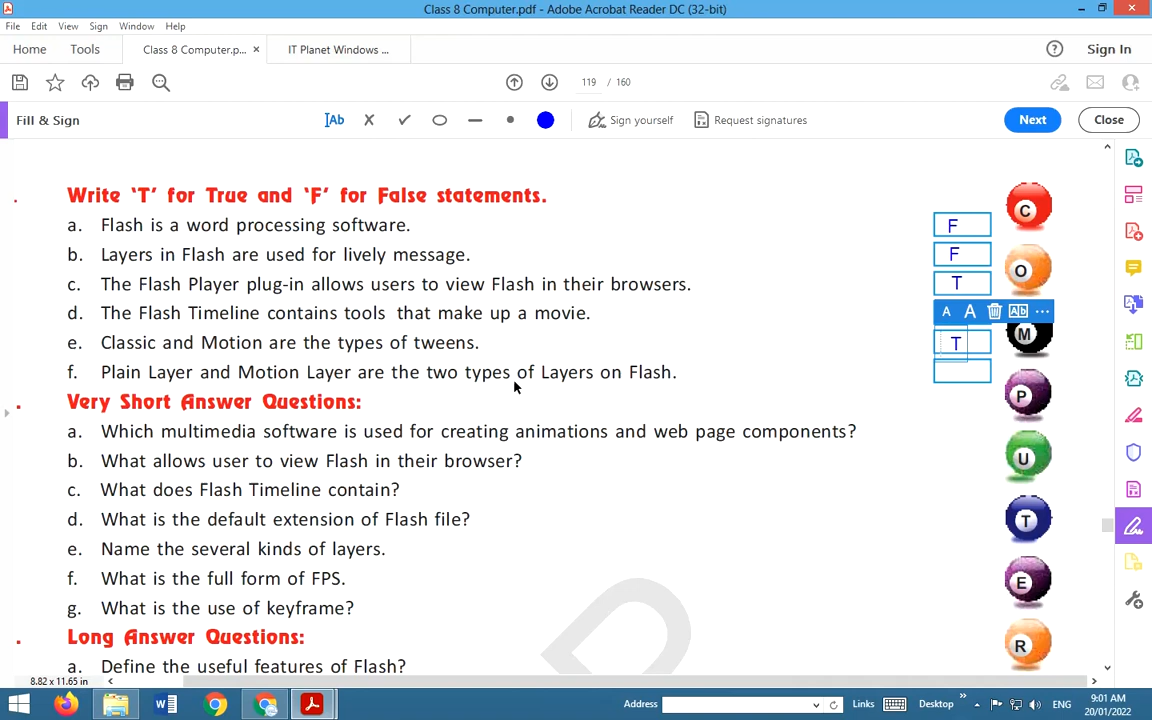 Class 8 Computer.pdf - Adobe Acrobat Reader DC (32-bit)
File Edit View Sign Window Help
Home Tools Class 8 Computer.p... × IT Planet Windows ... Sign In
119 / 160
Fill & Sign Ab Sign yourself Request signatures Next Close
Write 'T' for True and 'F' for False statements.
a. Flash is a word processing software. F
b. Layers in Flash are used for lively message. F
c. The Flash Player plug-in allows users to view Flash in their browsers. T
d. The Flash Timeline contains tools that make up a movie. A A Ab ...
e. Classic and Motion are the types of tweens. T
f. Plain Layer and Motion Layer are the two types of Layers on Flash.
Very Short Answer Questions:
a. Which multimedia software is used for creating animations and web page components?
b. What allows user to view Flash in their browser?
c. What does Flash Timeline contain?
d. What is the default extension of Flash file?
e. Name the several kinds of layers.
f. What is the full form of FPS.
g. What is the use of keyframe?
Long Answer Questions:
a. Define the useful features of Flash?
C
O
M
P
U
T
E
R
8.82 x 11.65 in
Address Links Desktop ENG 9:01 AM
20/01/2022